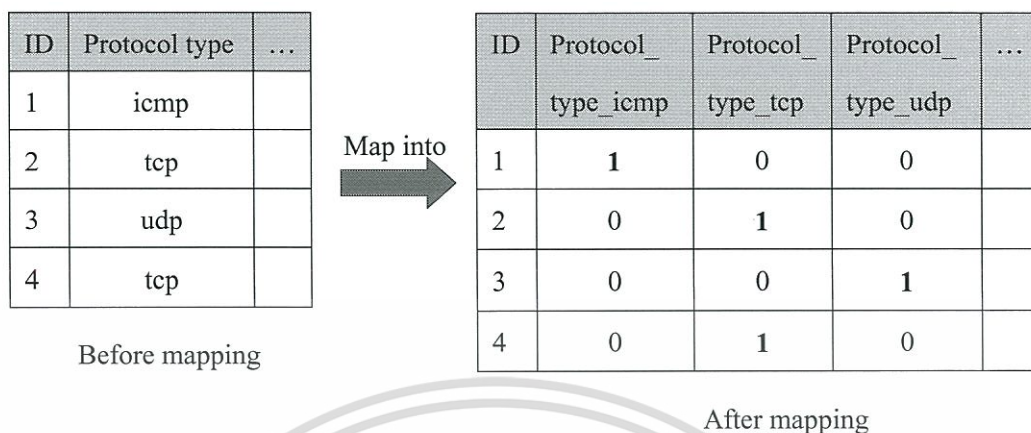 ID Protocol type ...
1 icmp
2 tcp
3 udp
4 tcp
Before mapping
Map into
ID Protocol_ Protocol_ Protocol_ ...
type_icmp type_tcp type_udp
1 1 0 0
2 0 1 0
3 0 0 1
4 0 1 0
After mapping